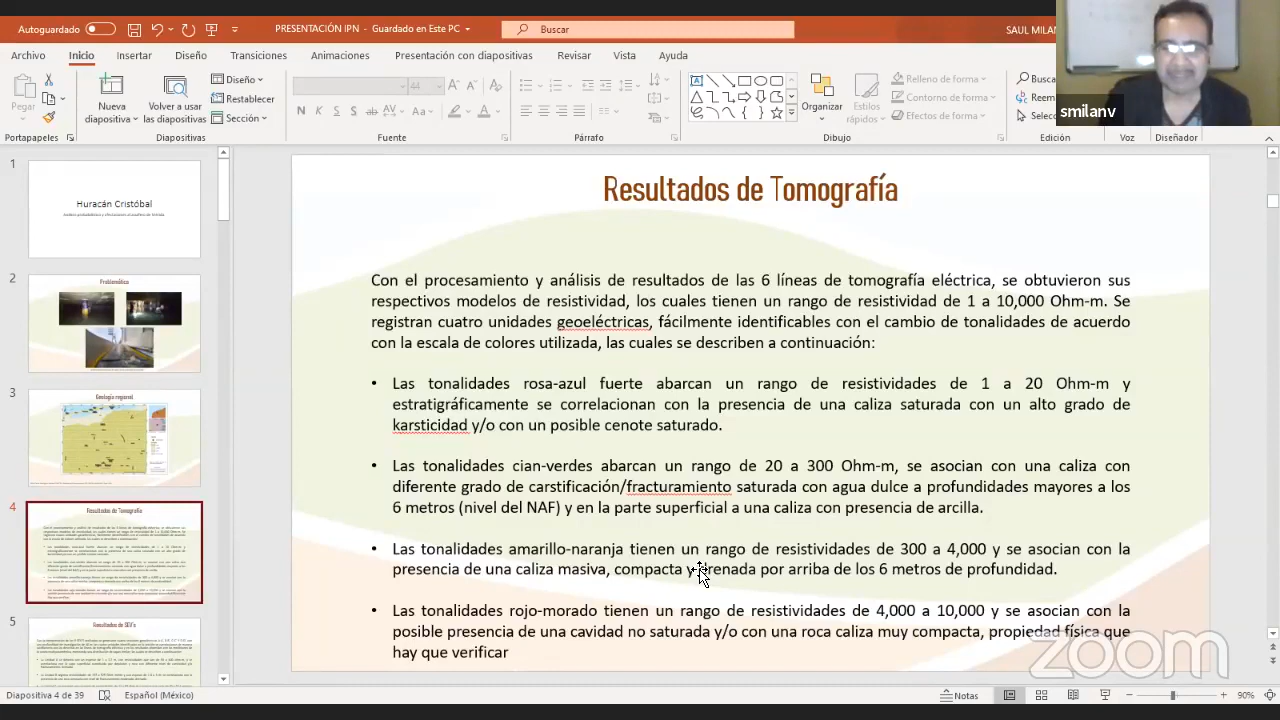 Autoguardado
PRESENTACIÓN IPN - Guardado en Este PC
Buscar
SAUL MILAN
smilanv
Archivo
Inicio
Insertar
Diseño
Transiciones
Animaciones
Presentación con diapositivas
Revisar
Vista
Ayuda
Pegar
Nueva
diapositiva
Volver a usar
las diapositivas
Diseño
Restablecer
Sección
44
N K S ab AV Aa
Organizar
Estilos
rápidos
Relleno de forma
Contorno de forma
Efectos de forma
Busca
Reem
Selecc
Portapapeles
Diapositivas
Fuente
Párrafo
Dibujo
Edición
Voz
Diseñador
1
Huracán Cristóbal
2
Problemática
3
Geología regional
4
Resultados de Tomografía
5
Resultados de SEV's
Resultados de Tomografía
Con el procesamiento y análisis de resultados de las 6 líneas de tomografía eléctrica, se obtuvieron sus
respectivos modelos de resistividad, los cuales tienen un rango de resistividad de 1 a 10,000 Ohm-m. Se
registran cuatro unidades geoeléctricas, fácilmente identificables con el cambio de tonalidades de acuerdo
con la escala de colores utilizada, las cuales se describen a continuación:
• Las tonalidades rosa-azul fuerte abarcan un rango de resistividades de 1 a 20 Ohm-m y
estratigráficamente se correlacionan con la presencia de una caliza saturada con un alto grado de
karsticidad y/o con un posible cenote saturado.
• Las tonalidades cian-verdes abarcan un rango de 20 a 300 Ohm-m, se asocian con una caliza con
diferente grado de carstificación/fracturamiento saturada con agua dulce a profundidades mayores a los
6 metros (nivel del NAF) y en la parte superficial a una caliza con presencia de arcilla.
• Las tonalidades amarillo-naranja tienen un rango de resistividades de 300 a 4,000 y se asocian con la
presencia de una caliza masiva, compacta y drenada por arriba de los 6 metros de profundidad.
• Las tonalidades rojo-morado tienen un rango de resistividades de 4,000 a 10,000 y se asocian con la
posible presencia de una cavidad no saturada y/o una caliza muy compacta, propiedad física que
hay que verificar
zoom
Diapositiva 4 de 39
Español (México)
Notas
90%